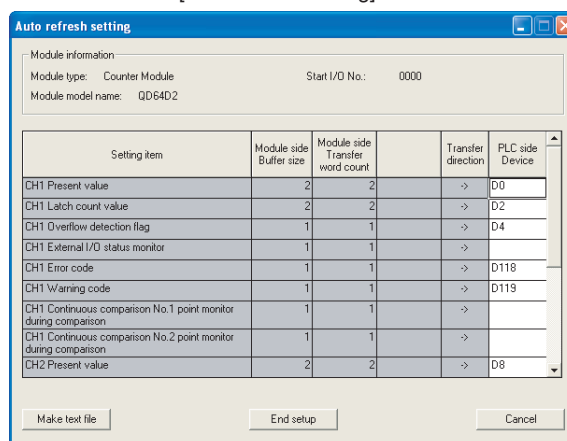 Auto refresh setting
Module information
Module type: Counter Module Start I/O No.: 0000
Module model name: QD64D2
Setting item Module side Buffer size Module side Transfer word count Transfer direction PLC side Device
CH1 Present value 2 2 -> D0
CH1 Latch count value 2 2 -> D2
CH1 Overflow detection flag 1 1 -> D4
CH1 External I/O status monitor 1 1 ->
CH1 Error code 1 1 -> D118
CH1 Warning code 1 1 -> D119
CH1 Continuous comparison No.1 point monitor during comparison 1 1 ->
CH1 Continuous comparison No.2 point monitor during comparison 1 1 ->
CH2 Present value 2 2 -> D8
Make text file End setup Cancel